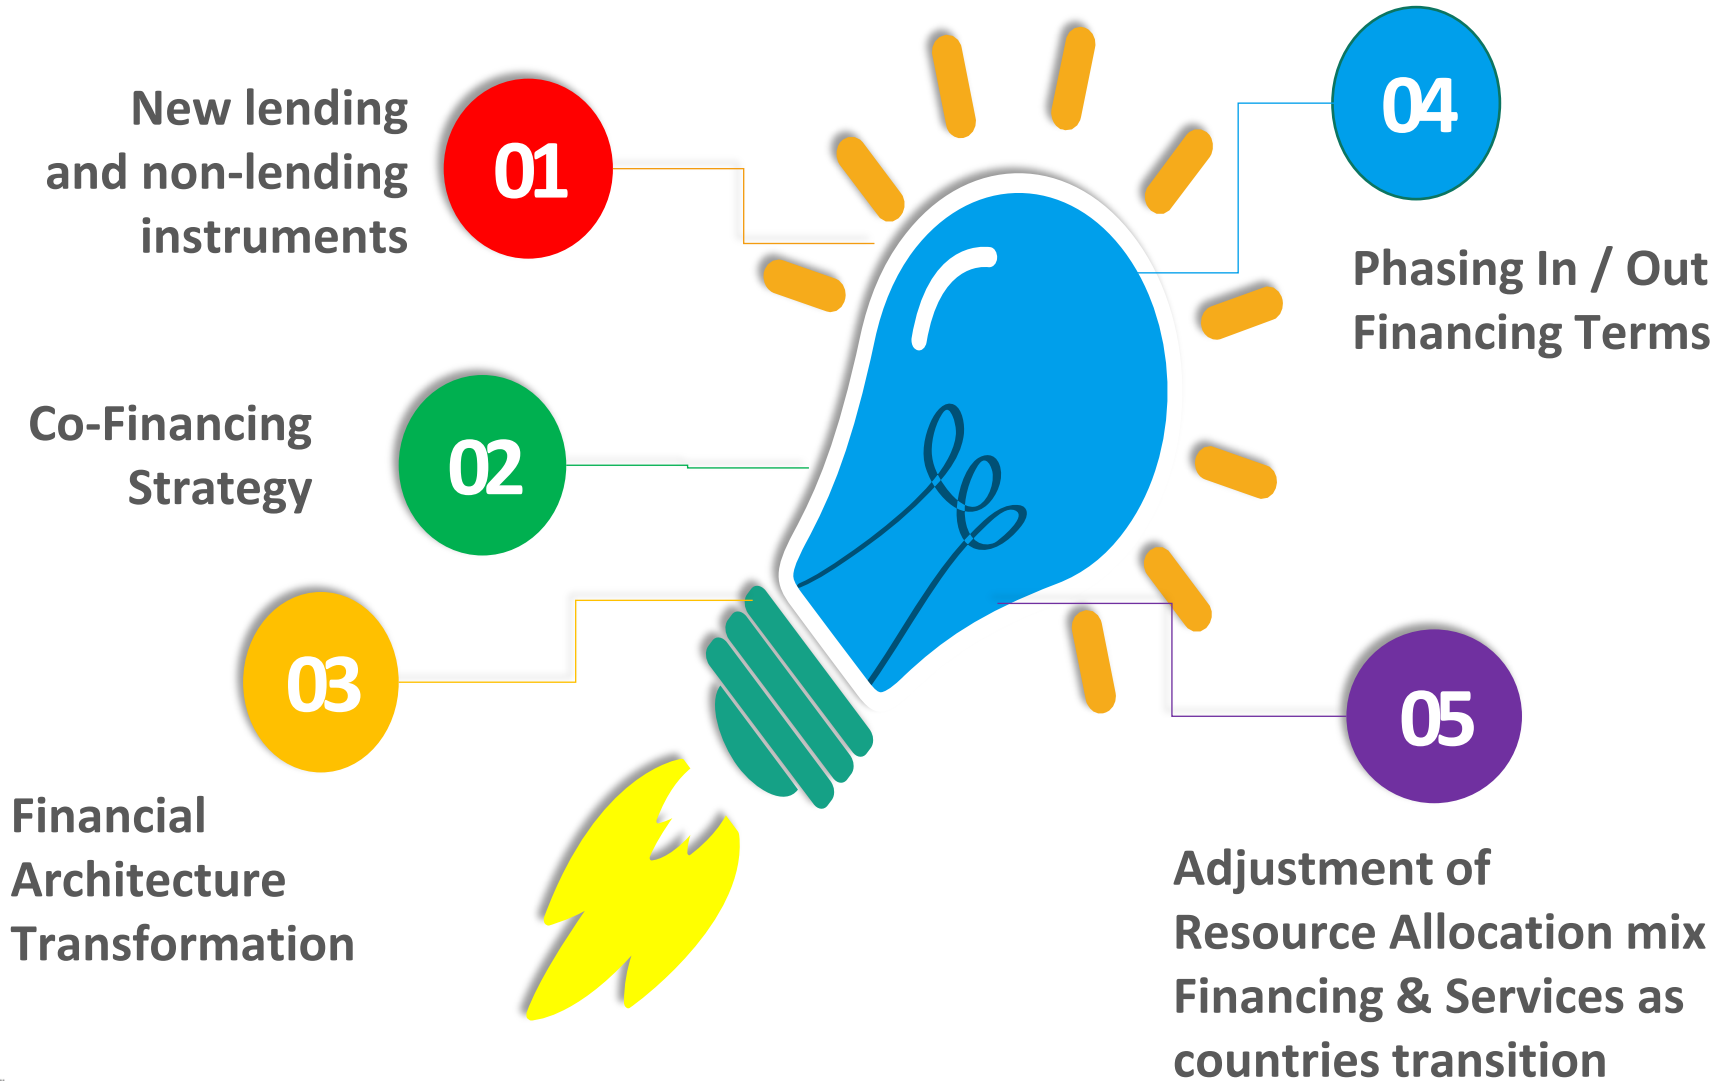 New lending
and non-lending
instruments
01
Co-Financing
Strategy
02
03
Financial
Architecture
Transformation
04
Phasing In / Out
Financing Terms
05
Adjustment of
Resource Allocation mix
Financing & Services as
countries transition